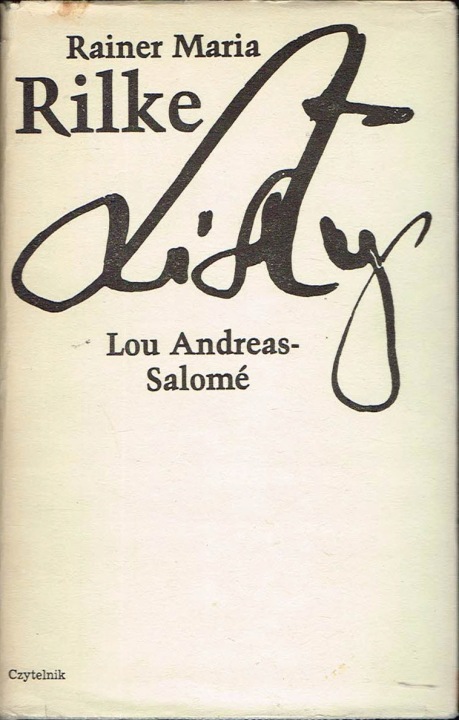 Rainer Maria
Rilke
Listy
Lou Andreas-
Salomé
Czytelnik